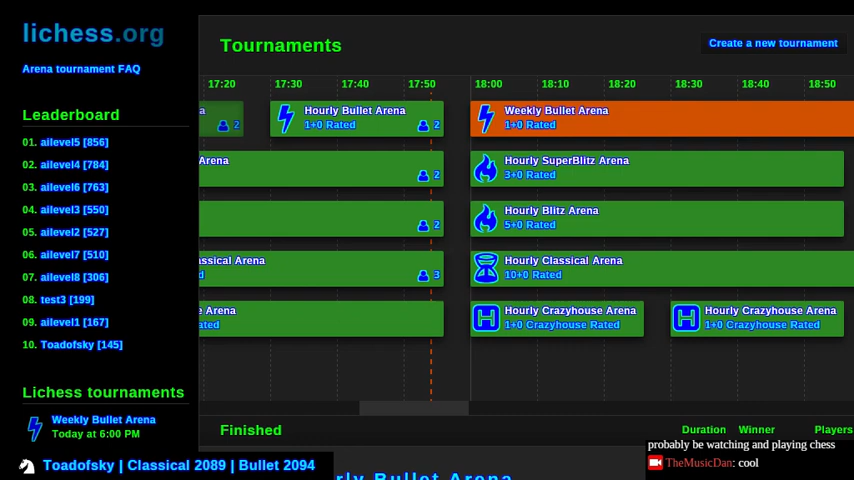 lichess.org
Arena tournament FAQ
Leaderboard
01. ailevel5 [856]
02. ailevel4 [784]
03. ailevel6 [763]
04. ailevel3 [550]
05. ailevel2 [527]
06. ailevel7 [510]
07. ailevel8 [306]
08. test3 [199]
09. ailevel1 [167]
10. Toadofsky [145]
Lichess tournaments
Weekly Bullet Arena
Today at 6:00 PM
Toadofsky | Classical 2089 | Bullet 2094
Tournaments
Create a new tournament
17:20 17:30 17:40 17:50 18:00 18:10 18:20 18:30 18:40 18:50
a
2
Hourly Bullet Arena
1+0 Rated
2
Weekly Bullet Arena
1+0 Rated
Arena
2
Hourly SuperBlitz Arena
3+0 Rated
2
Hourly Blitz Arena
5+0 Rated
assical Arena
d
3
Hourly Classical Arena
10+0 Rated
e Arena
ated
Hourly Crazyhouse Arena
1+0 Crazyhouse Rated
Hourly Crazyhouse Arena
1+0 Crazyhouse Rated
Finished
Duration Winner Players
rly Bullet Arena
probably be watching and playing chess
TheMusicDan: cool